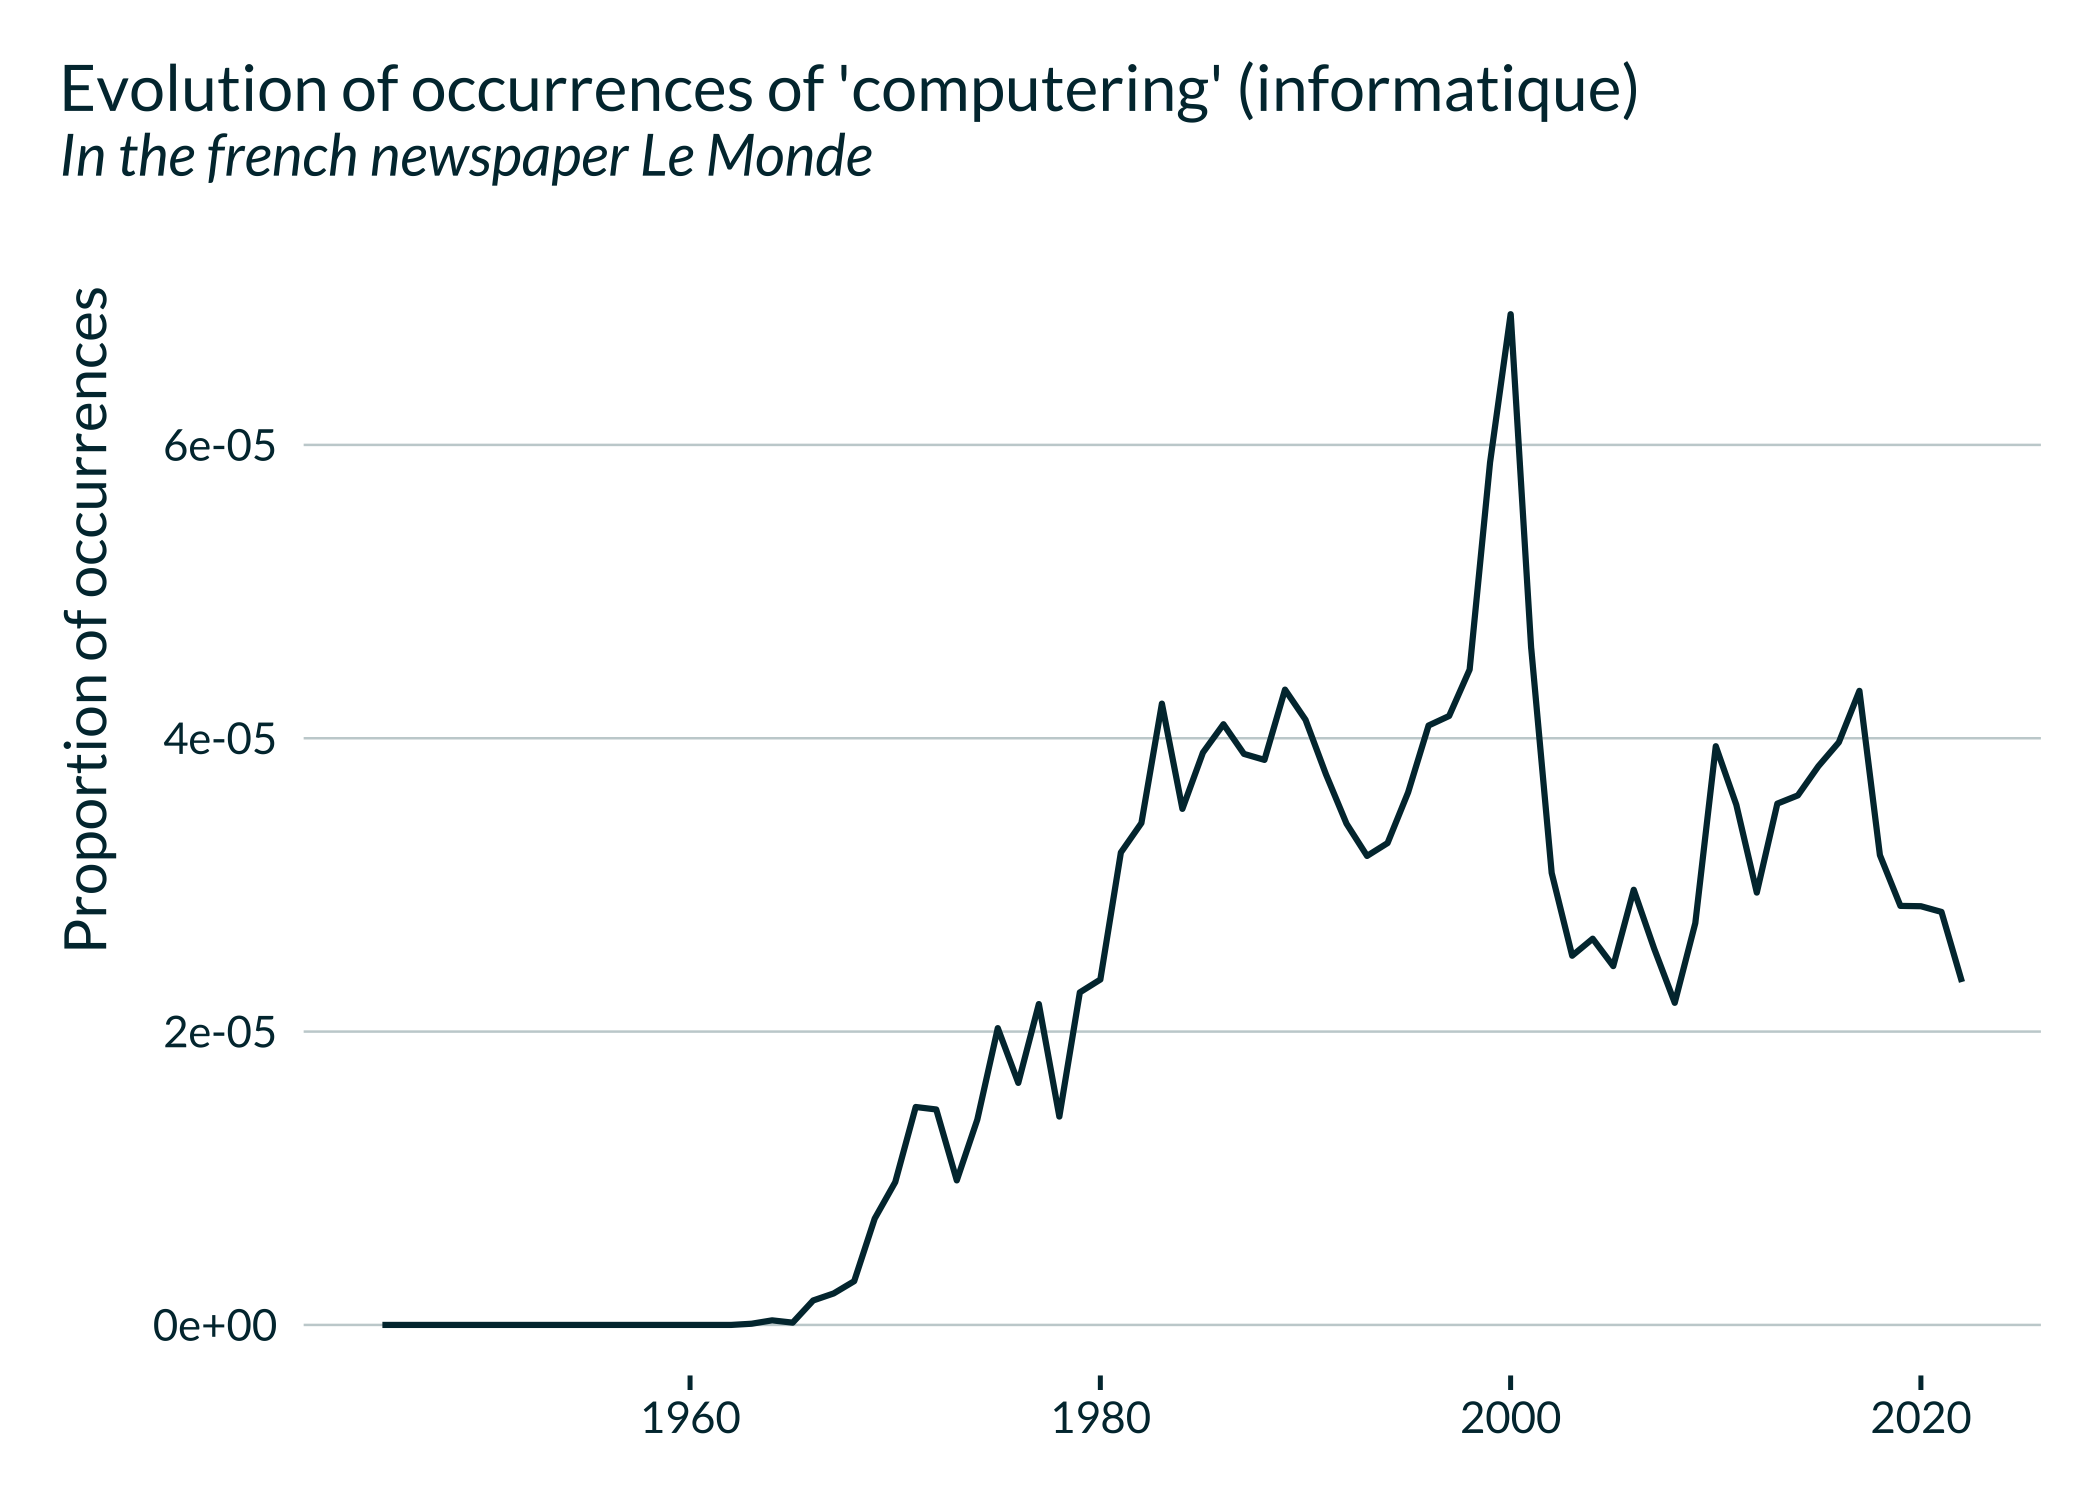 Evolution of occurrences of 'computering' (informatique)
In the french newspaper Le Monde
Proportion of occurrences
6e-05
4e-05
2e-05
0e+00
1960
1980
2000
2020